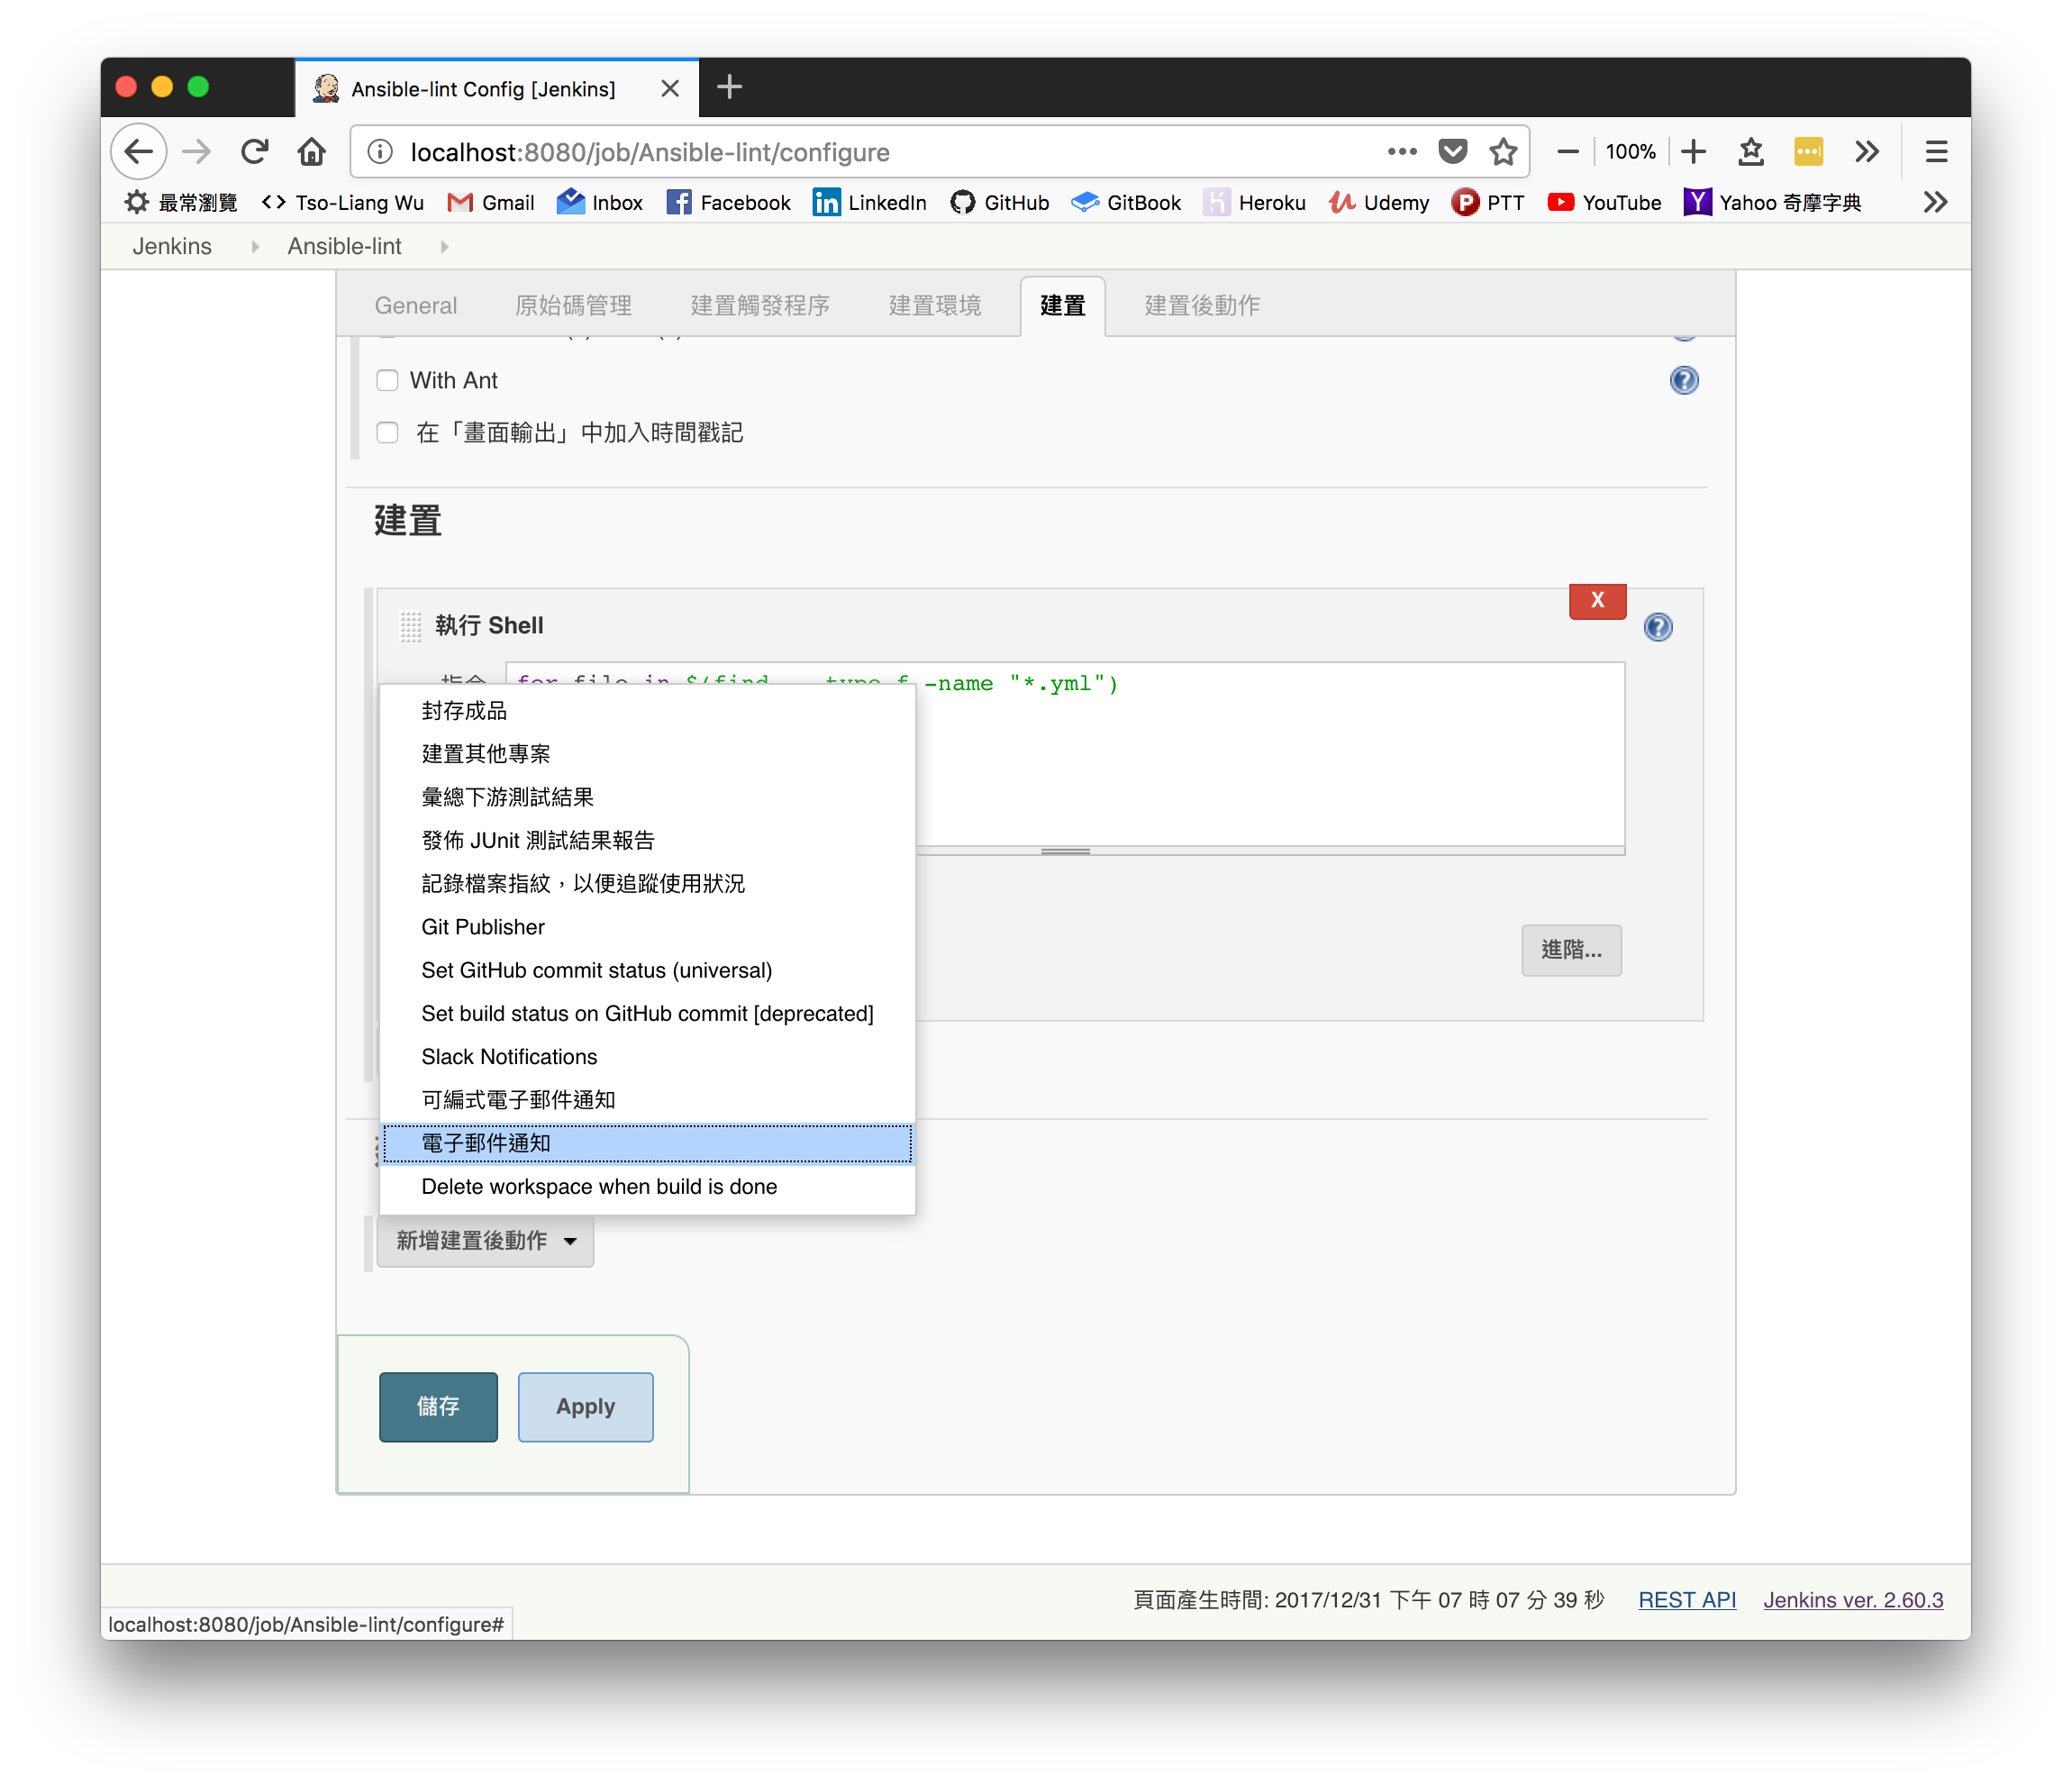 Ansible-lint Config [Jenkins]
localhost:8080/job/Ansible-lint/configure
100%
最常瀏覽 Tso-Liang Wu Gmail Inbox Facebook LinkedIn GitHub GitBook Heroku Udemy PTT YouTube Yahoo 奇摩字典
Jenkins Ansible-lint
General 原始碼管理 建置觸發程序 建置環境 建置 建置後動作
With Ant
在「畫面輸出」中加入時間戳記
建置
X
執行 Shell
指令 for file in $(find . -type f -name "*.yml")
封存成品
建置其他專案
彙總下游測試結果
發佈 JUnit 測試結果報告
記錄檔案指紋，以便追蹤使用狀況
Git Publisher
進階...
Set GitHub commit status (universal)
Set build status on GitHub commit [deprecated]
Slack Notifications
可編式電子郵件通知
電子郵件通知
Delete workspace when build is done
新增建置後動作
儲存 Apply
頁面產生時間: 2017/12/31 下午 07 時 07 分 39 秒 REST API Jenkins ver. 2.60.3
localhost:8080/job/Ansible-lint/configure#